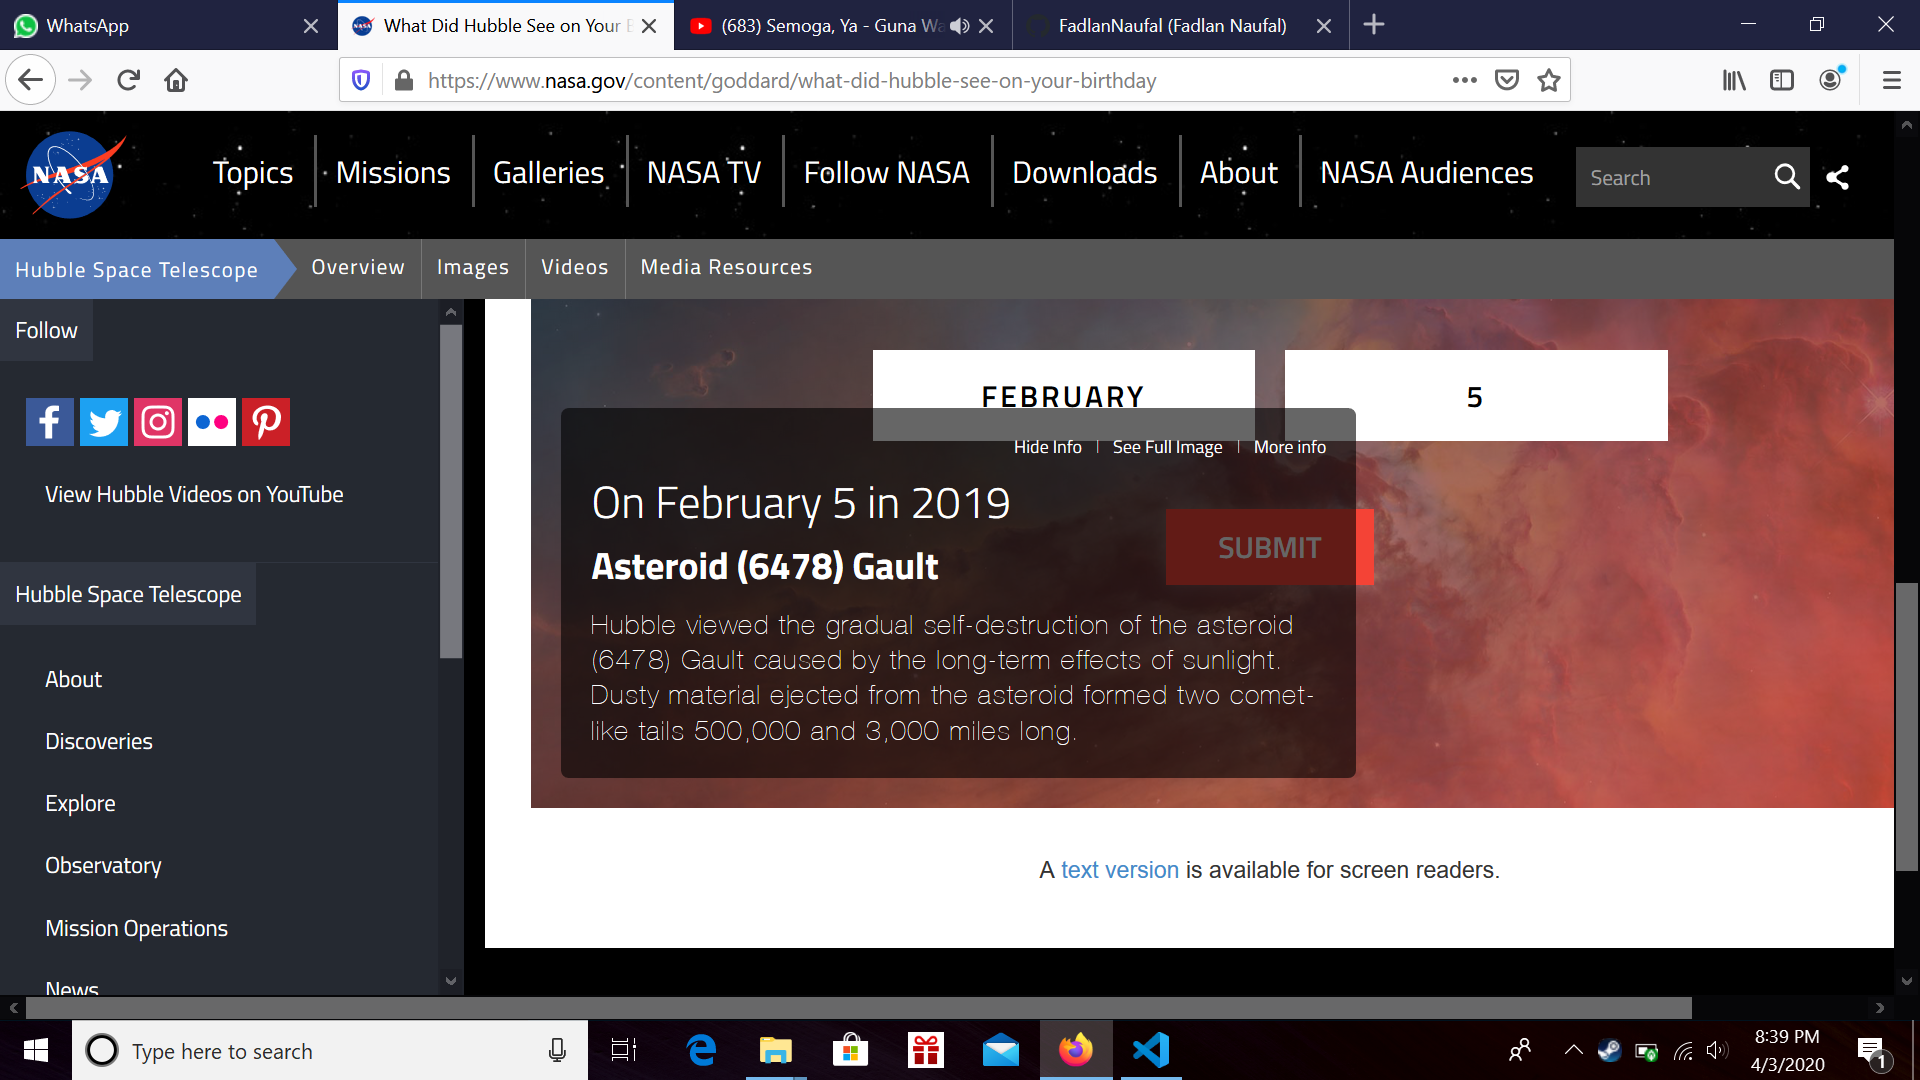 WhatsApp
What Did Hubble See on Your B
(683) Semoga, Ya - Guna Wa
FadlanNaufal (Fadlan Naufal)
https://www.nasa.gov/content/goddard/what-did-hubble-see-on-your-birthday
NASA
Topics
Missions
Galleries
NASA TV
Follow NASA
Downloads
About
NASA Audiences
Search
Hubble Space Telescope
Overview
Images
Videos
Media Resources
Follow
View Hubble Videos on YouTube
Hubble Space Telescope
About
Discoveries
Explore
Observatory
Mission Operations
News
FEBRUARY
5
Hide Info | See Full Image | More info
On February 5 in 2019
Asteroid (6478) Gault
SUBMIT
Hubble viewed the gradual self-destruction of the asteroid
(6478) Gault caused by the long-term effects of sunlight.
Dusty material ejected from the asteroid formed two comet-
like tails 500,000 and 3,000 miles long.
A text version is available for screen readers.
Type here to search
8:39 PM
4/3/2020
1